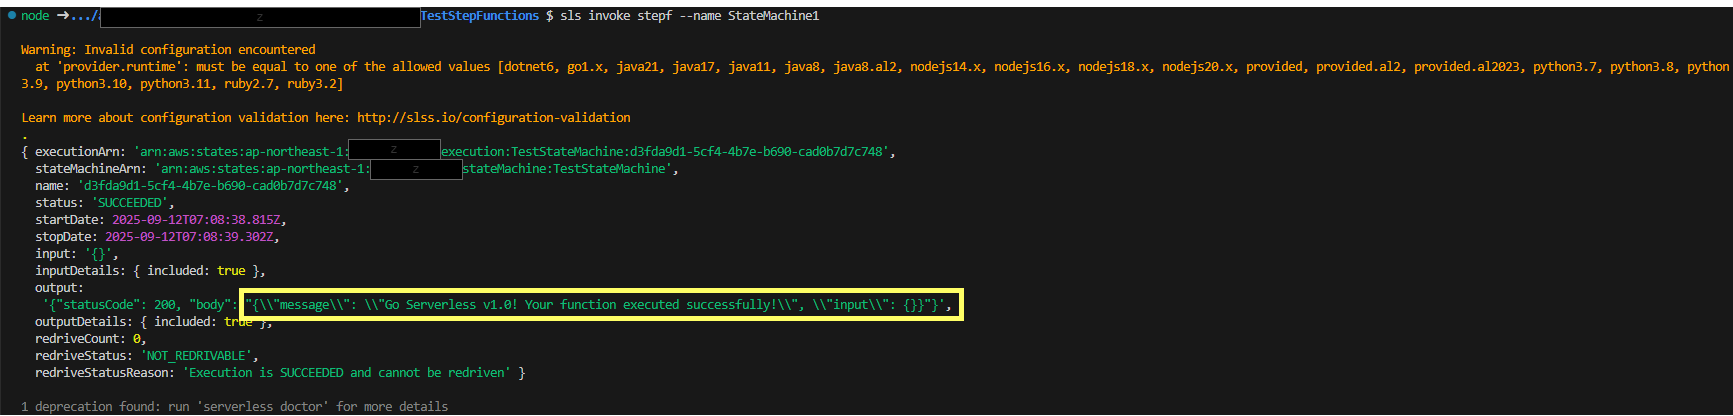 node ➜.../a z TestStepFunctions $ sls invoke stepf --name StateMachine1
Warning: Invalid configuration encountered
at 'provider.runtime': must be equal to one of the allowed values [dotnet6, go1.x, java21, java17, java11, java8, java8.al2, nodejs14.x, nodejs16.x, nodejs18.x, nodejs20.x, provided, provided.al2, provided.al2023, python3.7, python3.8, python
3.9, python3.10, python3.11, ruby2.7, ruby3.2]
Learn more about configuration validation here: http://slss.io/configuration-validation
.
{ executionArn: 'arn:aws:states:ap-northeast-1: z execution:TestStateMachine:d3fda9d1-5cf4-4b7e-b690-cad0b7d7c748',
stateMachineArn: 'arn:aws:states:ap-northeast-1: z stateMachine:TestStateMachine',
name: 'd3fda9d1-5cf4-4b7e-b690-cad0b7d7c748',
status: 'SUCCEEDED',
startDate: 2025-09-12T07:08:38.815Z,
stopDate: 2025-09-12T07:08:39.302Z,
input: '{}',
inputDetails: { included: true },
output:
'{"statusCode": 200, "body": "{\\"message\\": \\"Go Serverless v1.0! Your function executed successfully!\\", \\"input\\": {}}"}',
outputDetails: { included: true },
redriveCount: 0,
redriveStatus: 'NOT_REDRIVABLE',
redriveStatusReason: 'Execution is SUCCEEDED and cannot be redriven' }
1 deprecation found: run 'serverless doctor' for more details